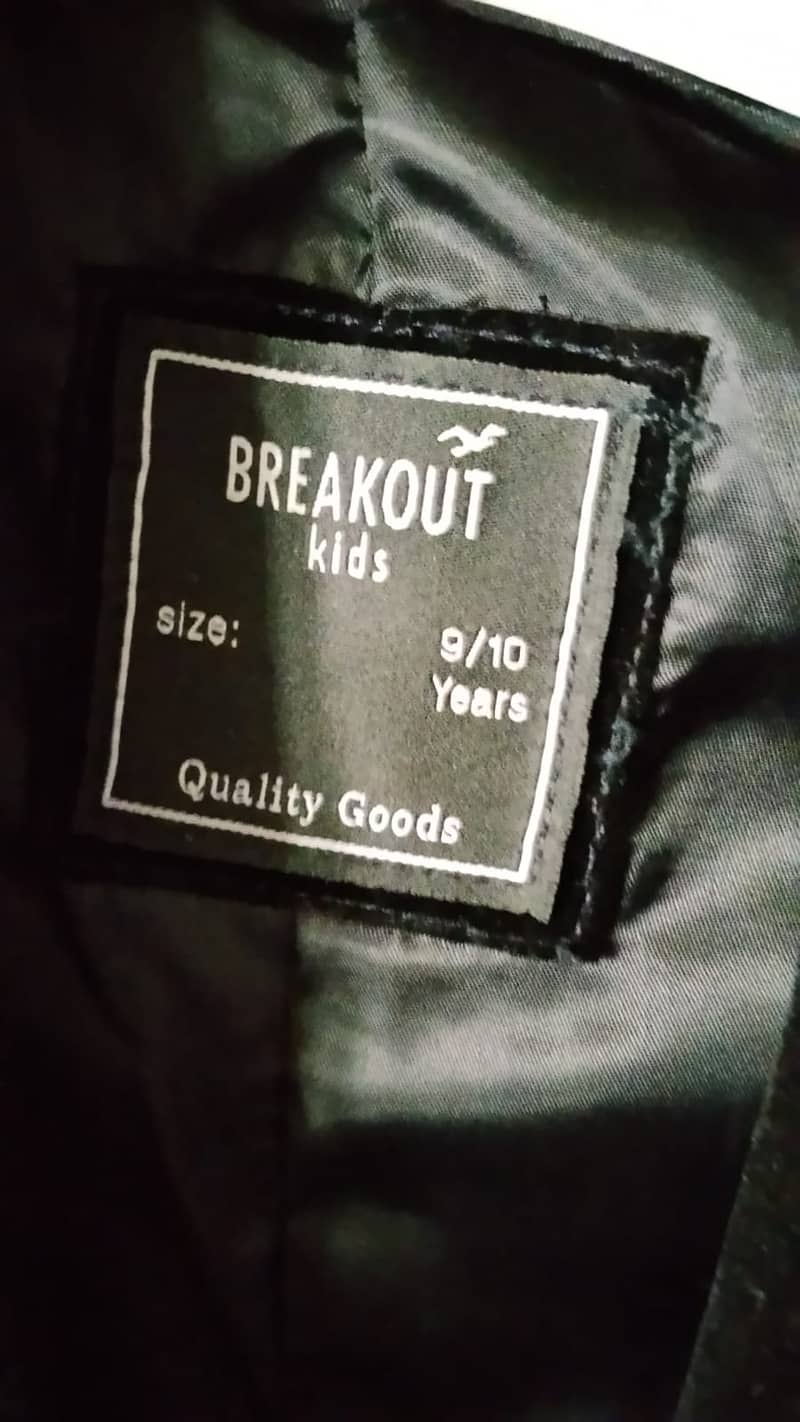 BREAKOUT
kids
size:
9/10
Years
Quality Goods